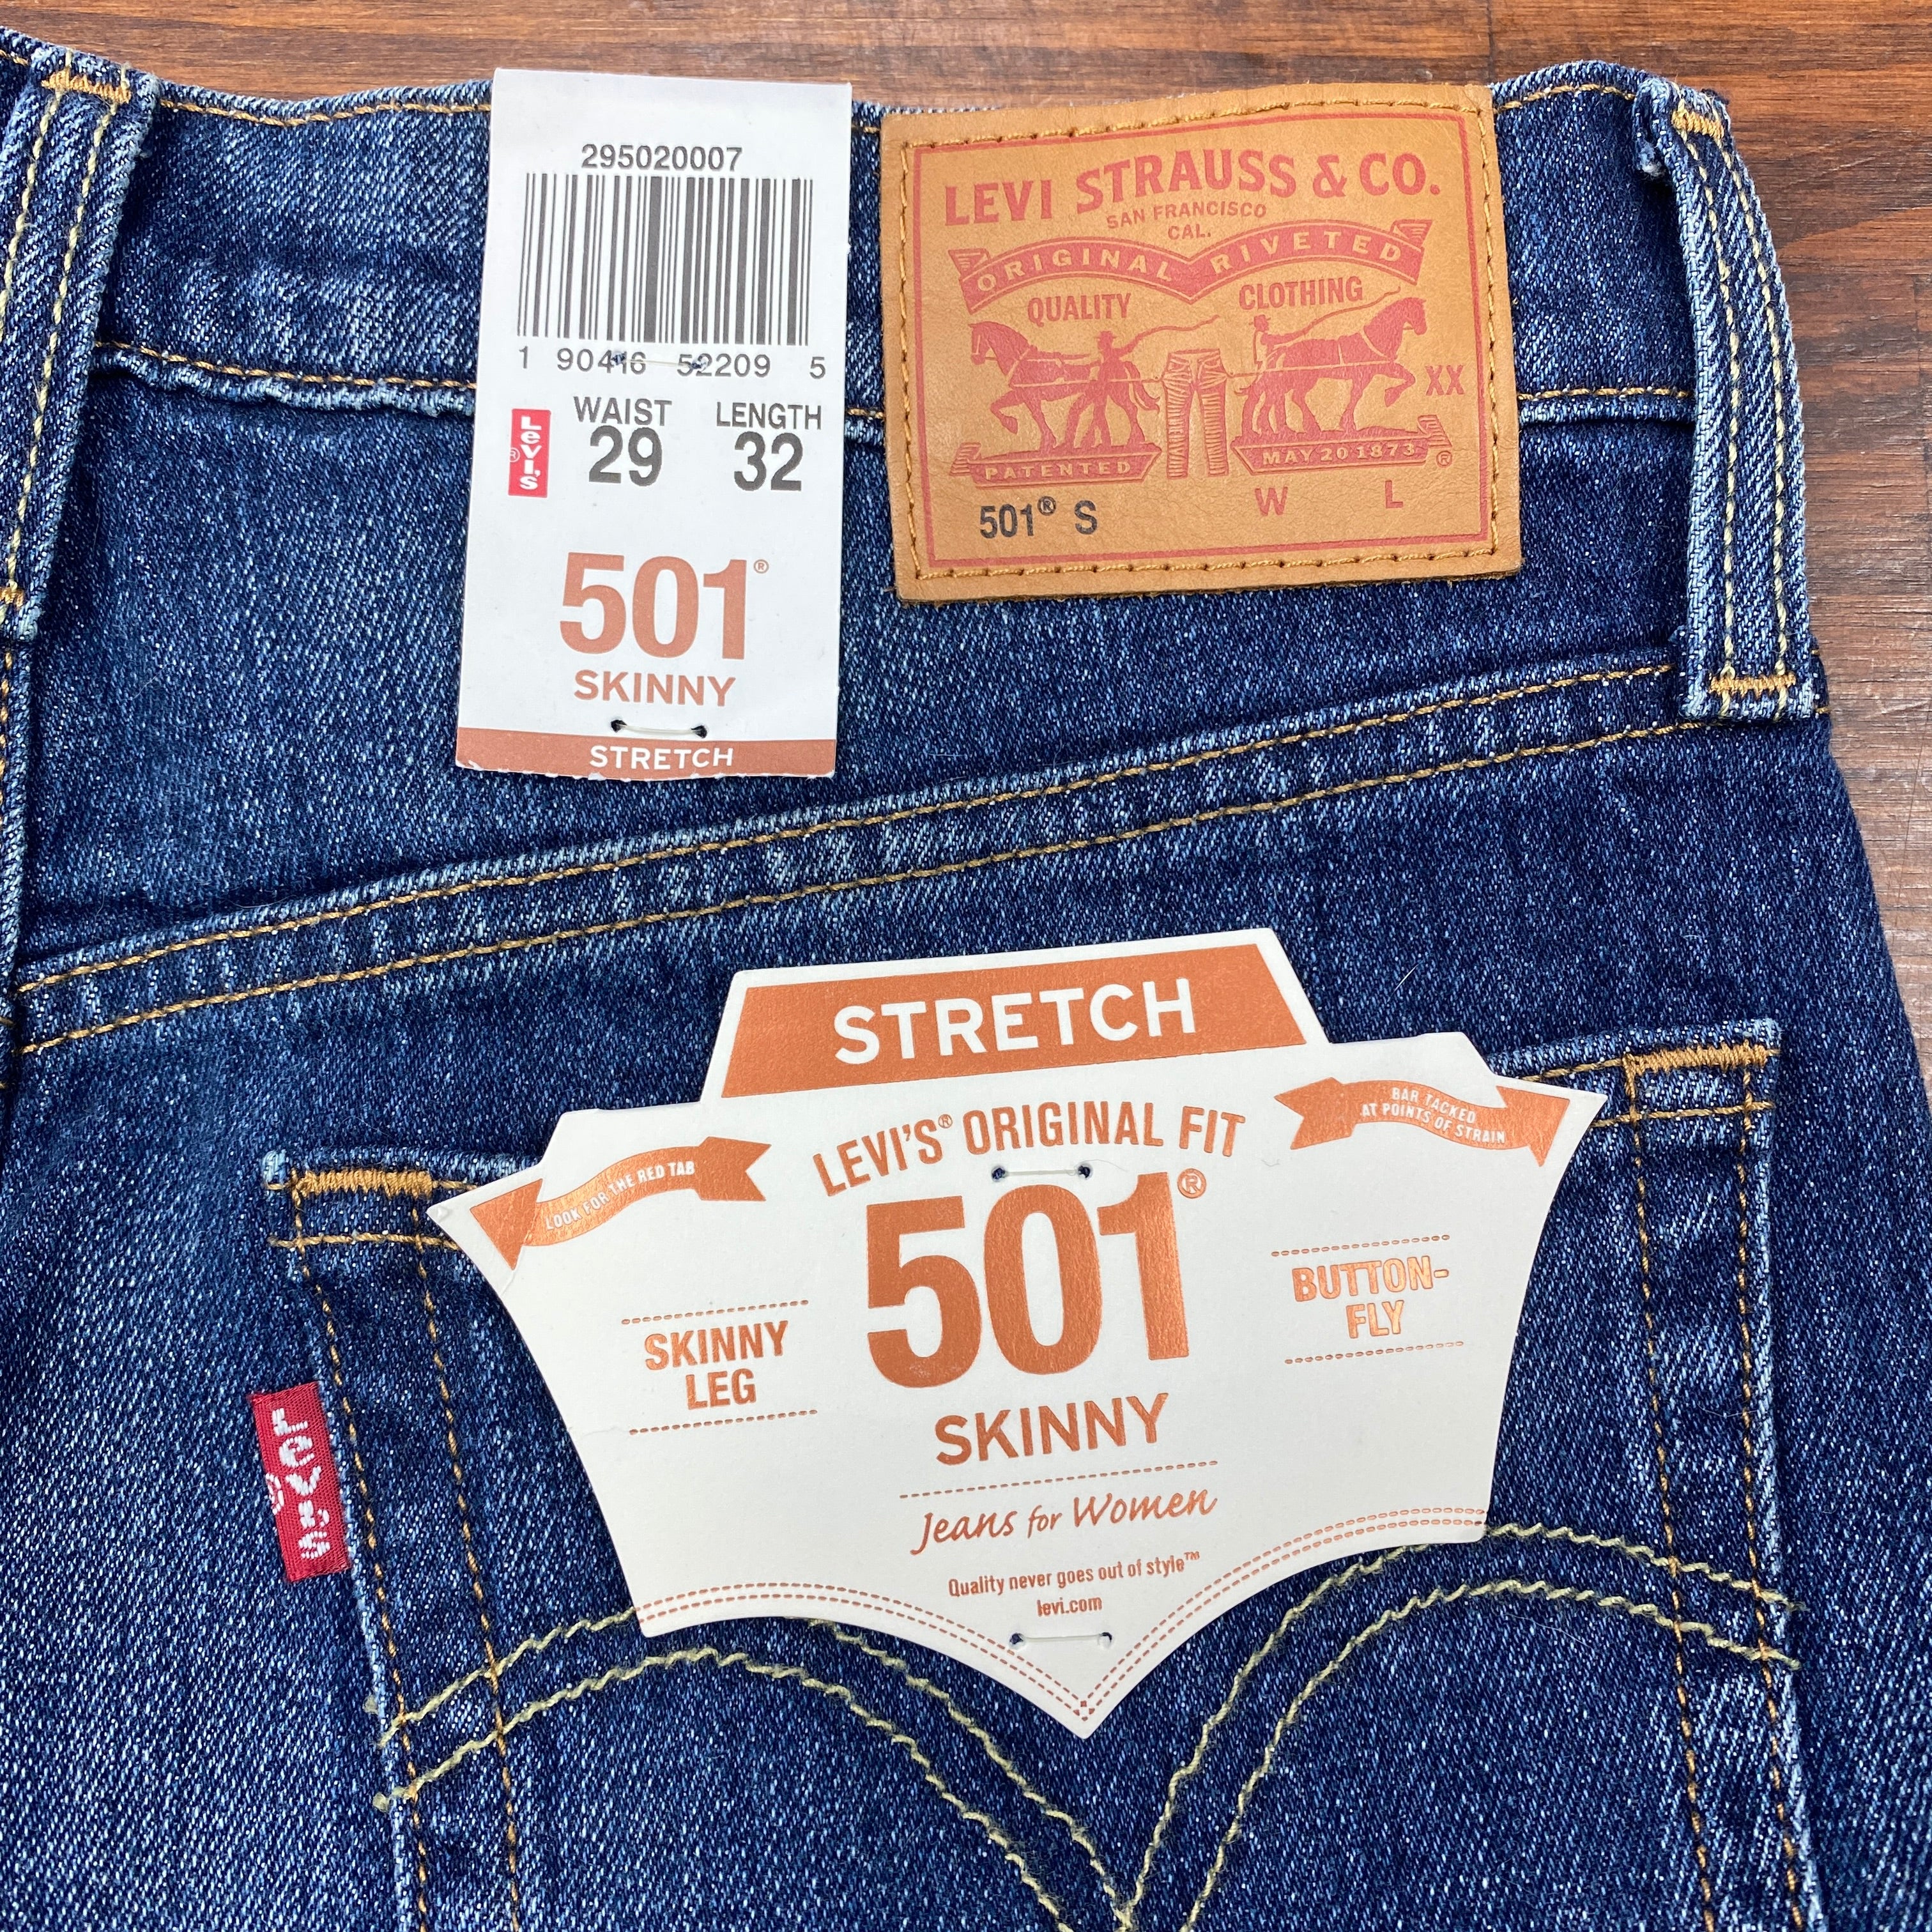 295020007
1 90416 52209 5
WAIST LENGTH
29 32
Levi's®
501®
SKINNY
STRETCH
LEVI STRAUSS & CO.
SAN FRANCISCO
CAL.
ORIGINAL RIVETED
QUALITY CLOTHING
XX
PATENTED MAY 20 1873 ®
W L
501® S
STRETCH
LEVI'S® ORIGINAL FIT
LOOK FOR THE RED TAB
BAR TACKED
AT POINTS OF STRAIN
501®
SKINNY
LEG
BUTTON-
FLY
SKINNY
Jeans for Women
Quality never goes out of style™
levi.com
Levi's®